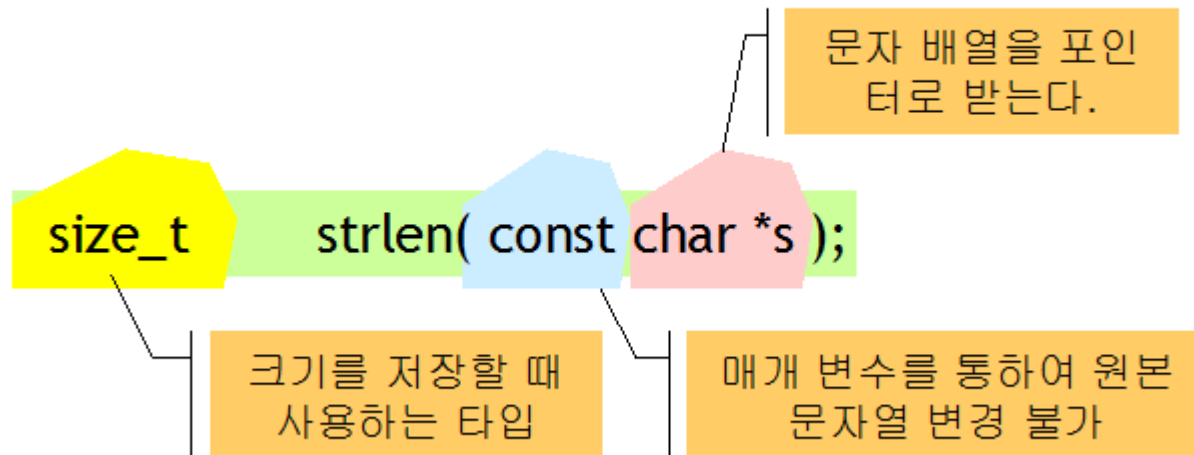 문자 배열을 포인
터로 받는다.
size_t strlen( const char *s );
크기를 저장할 때
사용하는 타입
매개 변수를 통하여 원본
문자열 변경 불가